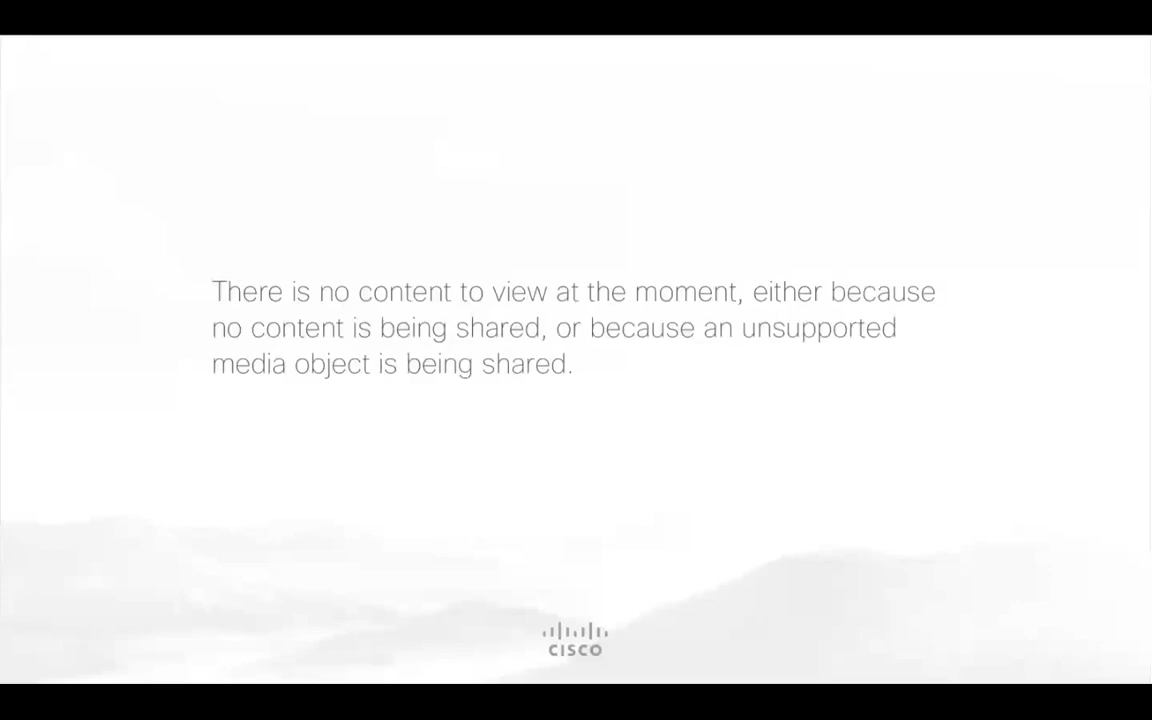 There is no content to view at the moment, either because
no content is being shared, or because an unsupported
media object is being shared.
CISCO